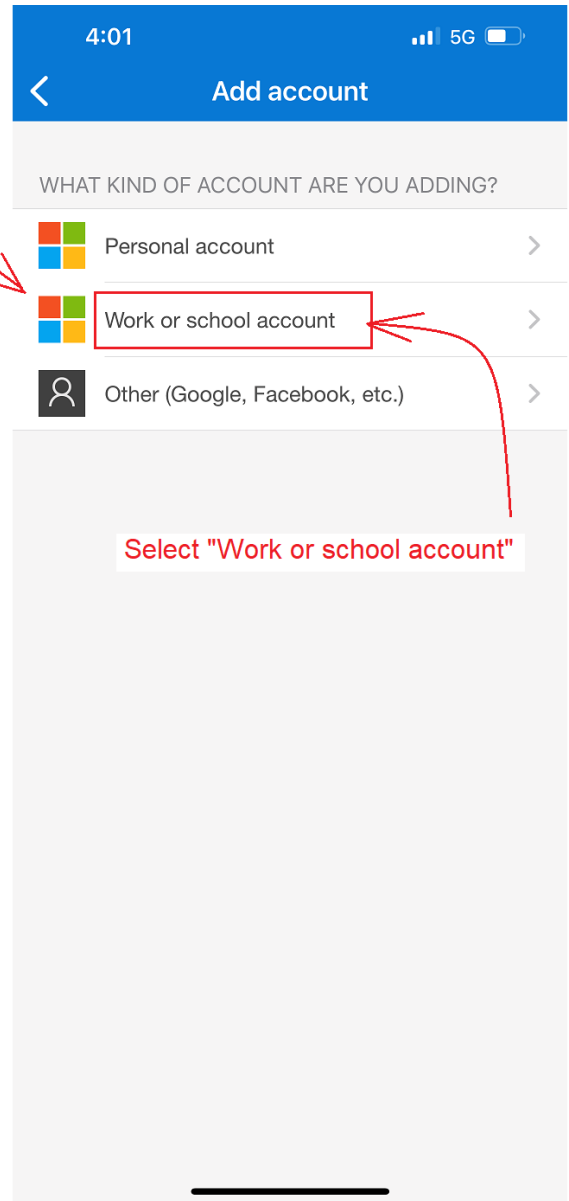 4:01
5G
Add account
WHAT KIND OF ACCOUNT ARE YOU ADDING?
Personal account
Work or school account
Other (Google, Facebook, etc.)
Select "Work or school account"